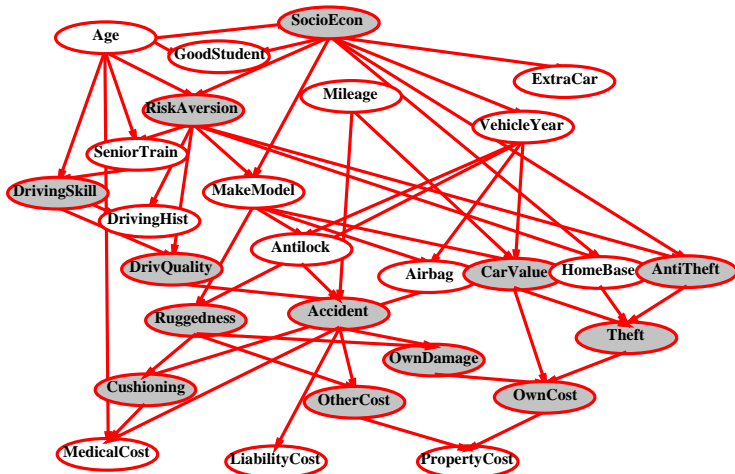 SocioEcon
Age
GoodStudent
ExtraCar
Mileage
RiskAversion
VehicleYear
SeniorTrain
DrivingSkill
MakeModel
DrivingHist
Antilock
DrivQuality
Airbag
CarValue
HomeBase
AntiTheft
Ruggedness
Accident
Theft
OwnDamage
Cushioning
OtherCost
OwnCost
MedicalCost
LiabilityCost
PropertyCost